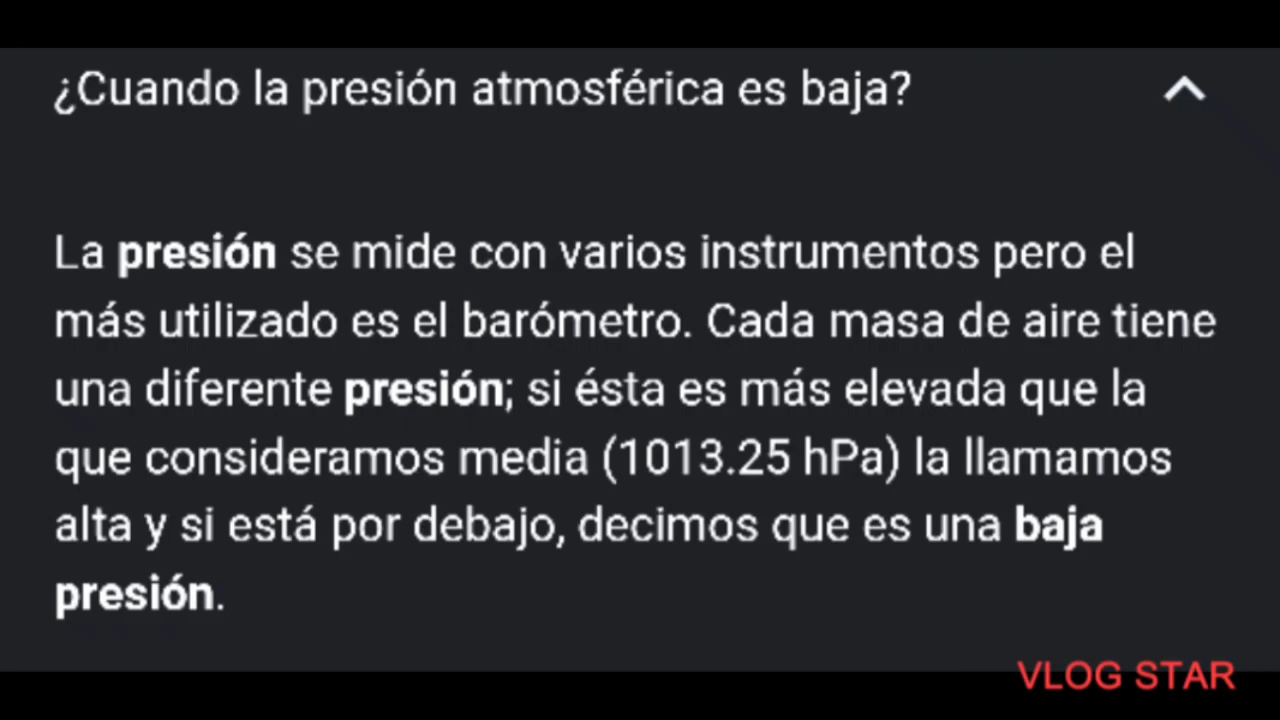 ¿Cuando la presión atmosférica es baja?
La presión se mide con varios instrumentos pero el
más utilizado es el barómetro. Cada masa de aire tiene
una diferente presión; si ésta es más elevada que la
que consideramos media (1013.25 hPa) la llamamos
alta y si está por debajo, decimos que es una baja
presión.
VLOG STAR